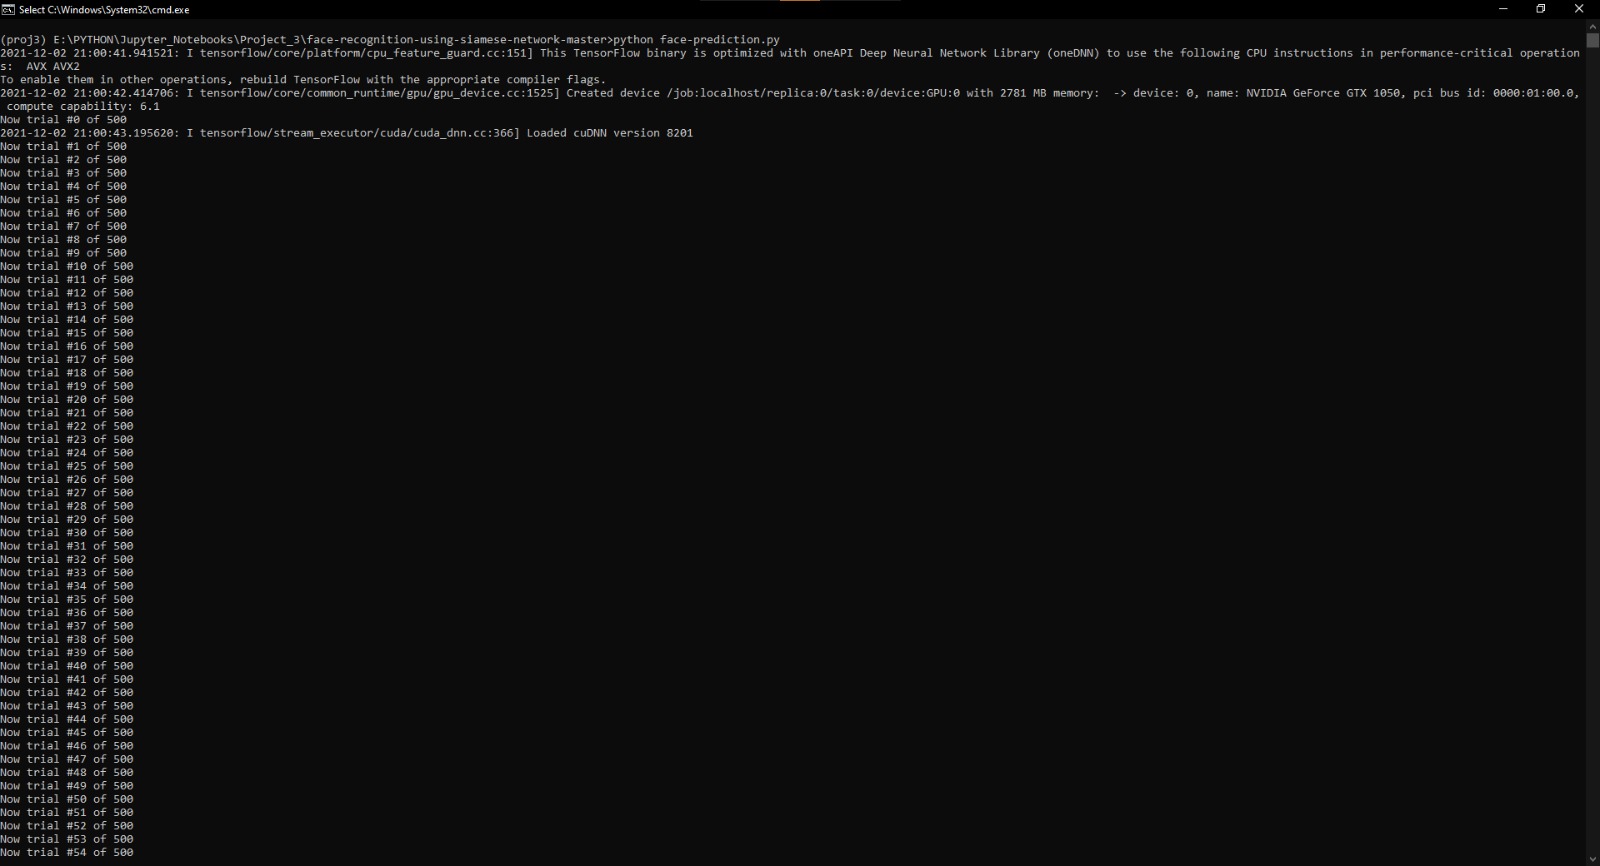 Select C:\Windows\System32\cmd.exe
(proj3) E:\PYTHON\Jupyter_Notebooks\Project_3\face-recognition-using-siamese-network-master>python face-prediction.py
2021-12-02 21:00:41.941521: I tensorflow/core/platform/cpu_feature_guard.cc:151] This TensorFlow binary is optimized with oneAPI Deep Neural Network Library (oneDNN) to use the following CPU instructions in performance-critical operation
s:  AVX AVX2
To enable them in other operations, rebuild TensorFlow with the appropriate compiler flags.
2021-12-02 21:00:42.414706: I tensorflow/core/common_runtime/gpu/gpu_device.cc:1525] Created device /job:localhost/replica:0/task:0/device:GPU:0 with 2781 MB memory:  -> device: 0, name: NVIDIA GeForce GTX 1050, pci bus id: 0000:01:00.0,
 compute capability: 6.1
Now trial #0 of 500
2021-12-02 21:00:43.195620: I tensorflow/stream_executor/cuda/cuda_dnn.cc:366] Loaded cuDNN version 8201
Now trial #1 of 500
Now trial #2 of 500
Now trial #3 of 500
Now trial #4 of 500
Now trial #5 of 500
Now trial #6 of 500
Now trial #7 of 500
Now trial #8 of 500
Now trial #9 of 500
Now trial #10 of 500
Now trial #11 of 500
Now trial #12 of 500
Now trial #13 of 500
Now trial #14 of 500
Now trial #15 of 500
Now trial #16 of 500
Now trial #17 of 500
Now trial #18 of 500
Now trial #19 of 500
Now trial #20 of 500
Now trial #21 of 500
Now trial #22 of 500
Now trial #23 of 500
Now trial #24 of 500
Now trial #25 of 500
Now trial #26 of 500
Now trial #27 of 500
Now trial #28 of 500
Now trial #29 of 500
Now trial #30 of 500
Now trial #31 of 500
Now trial #32 of 500
Now trial #33 of 500
Now trial #34 of 500
Now trial #35 of 500
Now trial #36 of 500
Now trial #37 of 500
Now trial #38 of 500
Now trial #39 of 500
Now trial #40 of 500
Now trial #41 of 500
Now trial #42 of 500
Now trial #43 of 500
Now trial #44 of 500
Now trial #45 of 500
Now trial #46 of 500
Now trial #47 of 500
Now trial #48 of 500
Now trial #49 of 500
Now trial #50 of 500
Now trial #51 of 500
Now trial #52 of 500
Now trial #53 of 500
Now trial #54 of 500